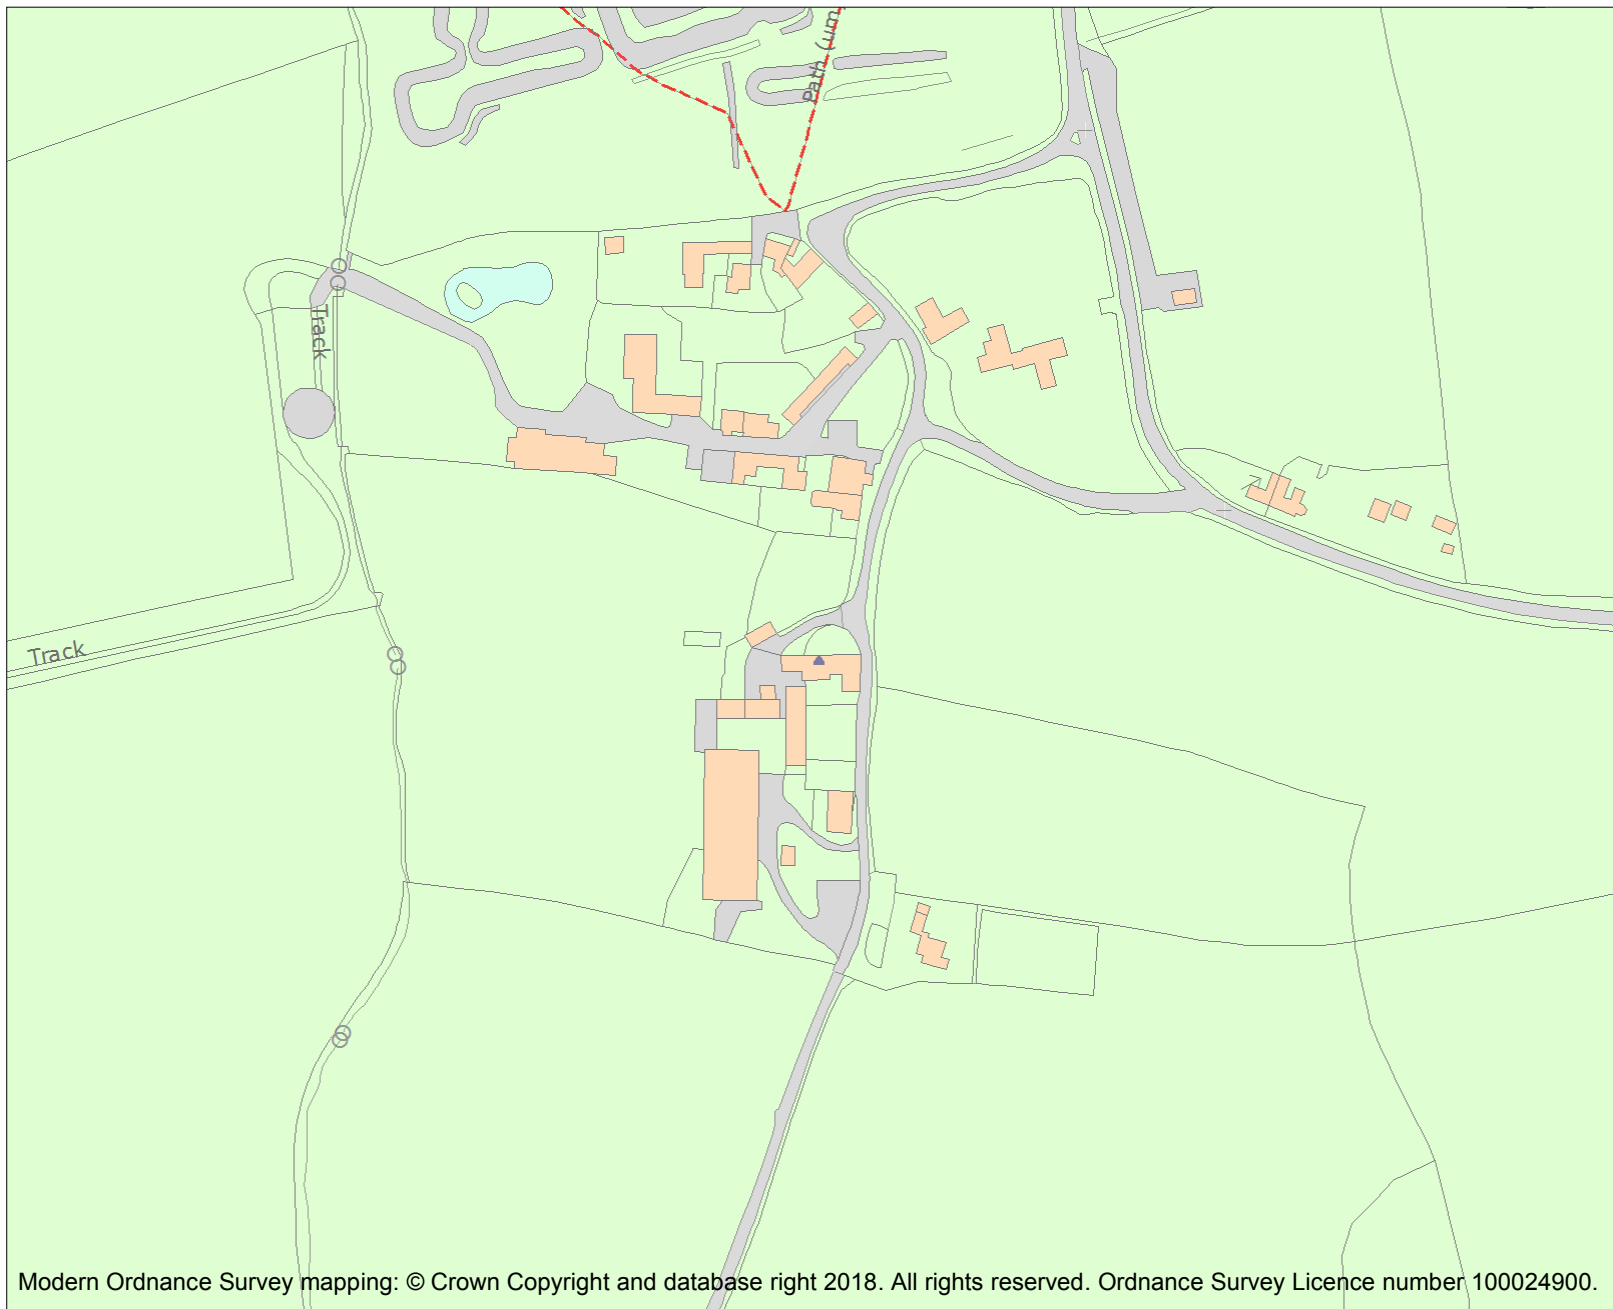 Path (um
Track
Track
Modern Ordnance Survey mapping: © Crown Copyright and database right 2018. All rights reserved. Ordnance Survey Licence number 100024900.